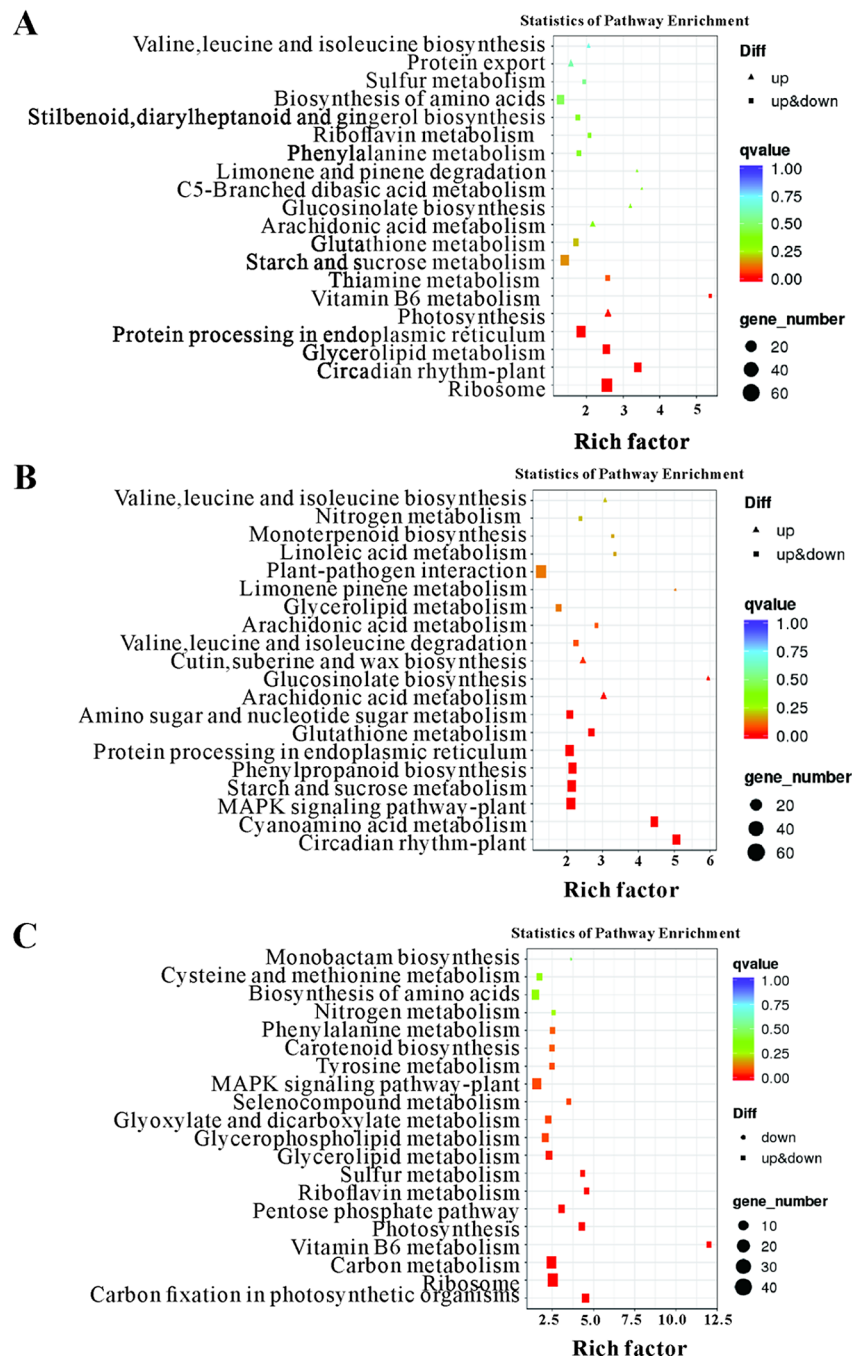 A
Statistics of Pathway Enrichment
Valine,leucine and isoleucine biosynthesis
Protein export
Sulfur metabolism
Biosynthesis of amino acids
Stilbenoid,diarylheptanoid and gingerol biosynthesis
Riboflavin metabolism
Phenylalanine metabolism
Limonene and pinene degradation
C5-Branched dibasic acid metabolism
Glucosinolate biosynthesis
Arachidonic acid metabolism
Glutathione metabolism
Starch and sucrose metabolism
Thiamine metabolism
Vitamin B6 metabolism
Photosynthesis
Protein processing in endoplasmic reticulum
Glycerolipid metabolism
Circadian rhythm-plant
Ribosome
2 3 4 5
Rich factor
Diff
up
up&down
qvalue
1.00
0.75
0.50
0.25
0.00
gene_number
20
40
60
B
Statistics of Pathway Enrichment
Valine,leucine and isoleucine biosynthesis
Nitrogen metabolism
Monoterpenoid biosynthesis
Linoleic acid metabolism
Plant-pathogen interaction
Limonene pinene metabolism
Glycerolipid metabolism
Arachidonic acid metabolism
Valine,leucine and isoleucine degradation
Cutin,suberine and wax biosynthesis
Glucosinolate biosynthesis
Arachidonic acid metabolism
Amino sugar and nucleotide sugar metabolism
Glutathione metabolism
Protein processing in endoplasmic reticulum
Phenylpropanoid biosynthesis
Starch and sucrose metabolism
MAPK signaling pathway-plant
Cyanoamino acid metabolism
Circadian rhythm-plant
2 3 4 5 6
Rich factor
Diff
up
up&down
qvalue
1.00
0.75
0.50
0.25
0.00
gene_number
20
40
60
C
Statistics of Pathway Enrichment
Monobactam biosynthesis
Cysteine and methionine metabolism
Biosynthesis of amino acids
Nitrogen metabolism
Phenylalanine metabolism
Carotenoid biosynthesis
Tyrosine metabolism
MAPK signaling pathway-plant
Selenocompound metabolism
Glyoxylate and dicarboxylate metabolism
Glycerophospholipid metabolism
Glycerolipid metabolism
Sulfur metabolism
Riboflavin metabolism
Pentose phosphate pathway
Photosynthesis
Vitamin B6 metabolism
Carbon metabolism
Ribosome
Carbon fixation in photosynthetic organisms
2.5 5.0 7.5 10.0 12.5
Rich factor
qvalue
1.00
0.75
0.50
0.25
0.00
Diff
down
up&down
gene_number
10
20
30
40